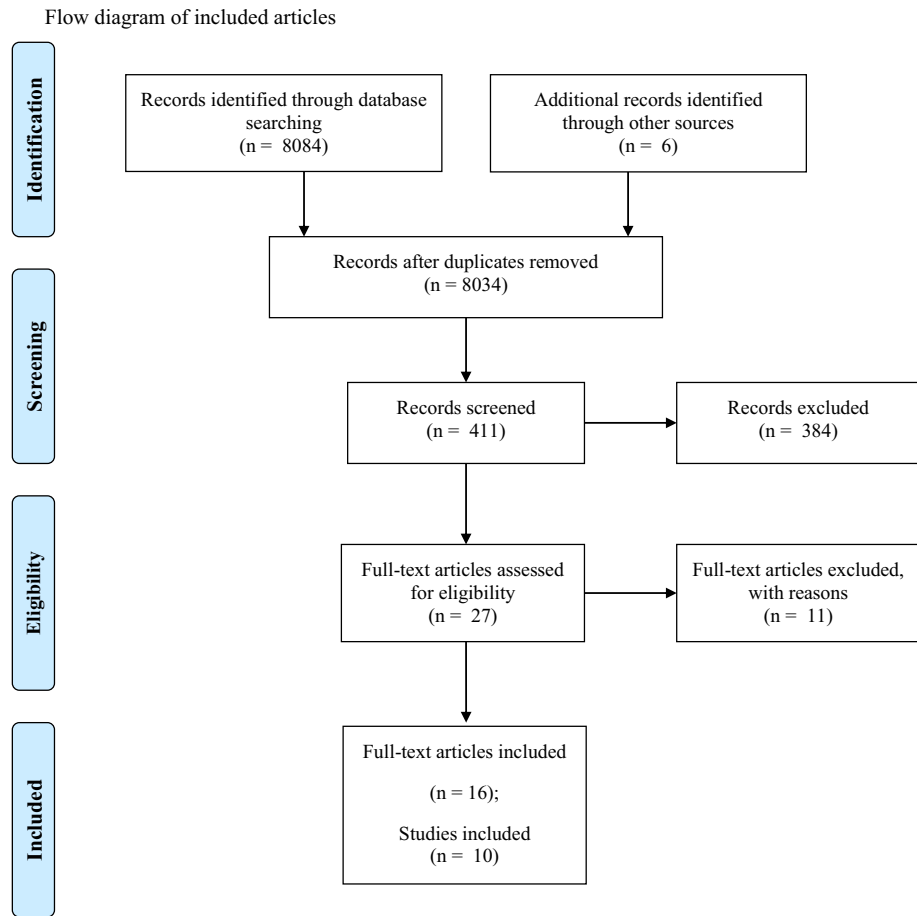 Flow diagram of included articles
Identification
Records identified through database
searching
(n = 8084)
Additional records identified
through other sources
(n = 6)
Records after duplicates removed
(n = 8034)
Screening
Records screened
(n = 411)
Records excluded
(n = 384)
Eligibility
Full-text articles assessed
for eligibility
(n = 27)
Full-text articles excluded,
with reasons
(n = 11)
Included
Full-text articles included
(n = 16);
Studies included
(n = 10)